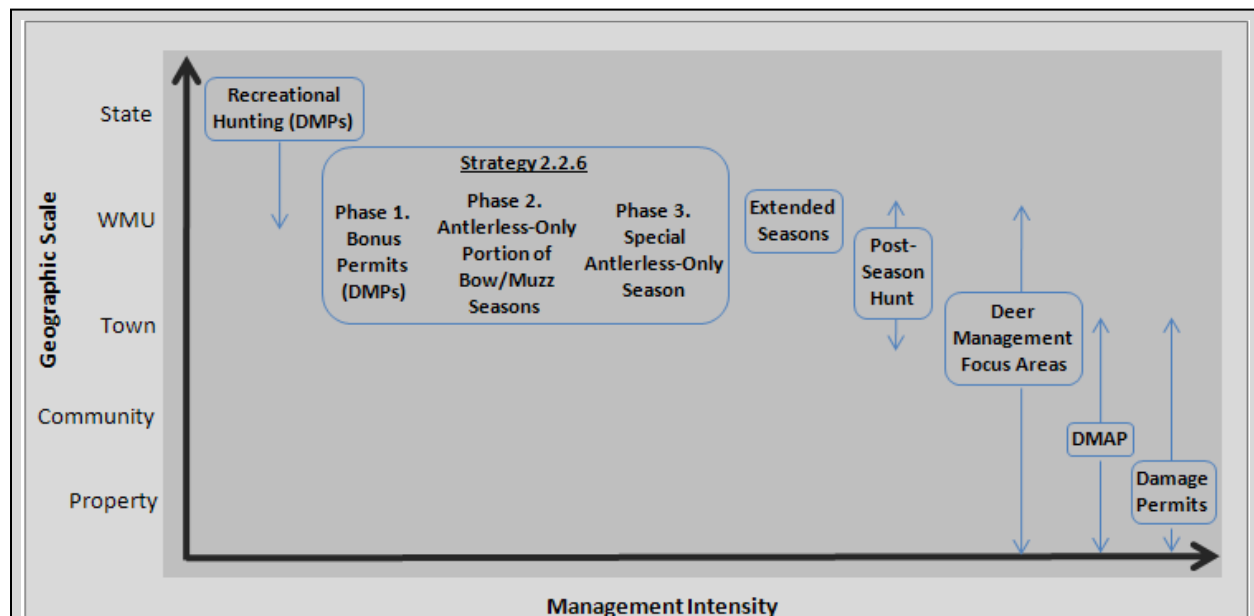 Geographic Scale
State
WMU
Town
Community
Property
Recreational
Hunting (DMPs)
Strategy 2.2.6
Phase 1.
Bonus
Permits
(DMPs)
Phase 2.
Antlerless-Only
Portion of
Bow/Muzz
Seasons
Phase 3.
Special
Antlerless-Only
Season
Extended
Seasons
Post-
Season
Hunt
Deer
Management
Focus Areas
DMAP
Damage
Permits
Management Intensity